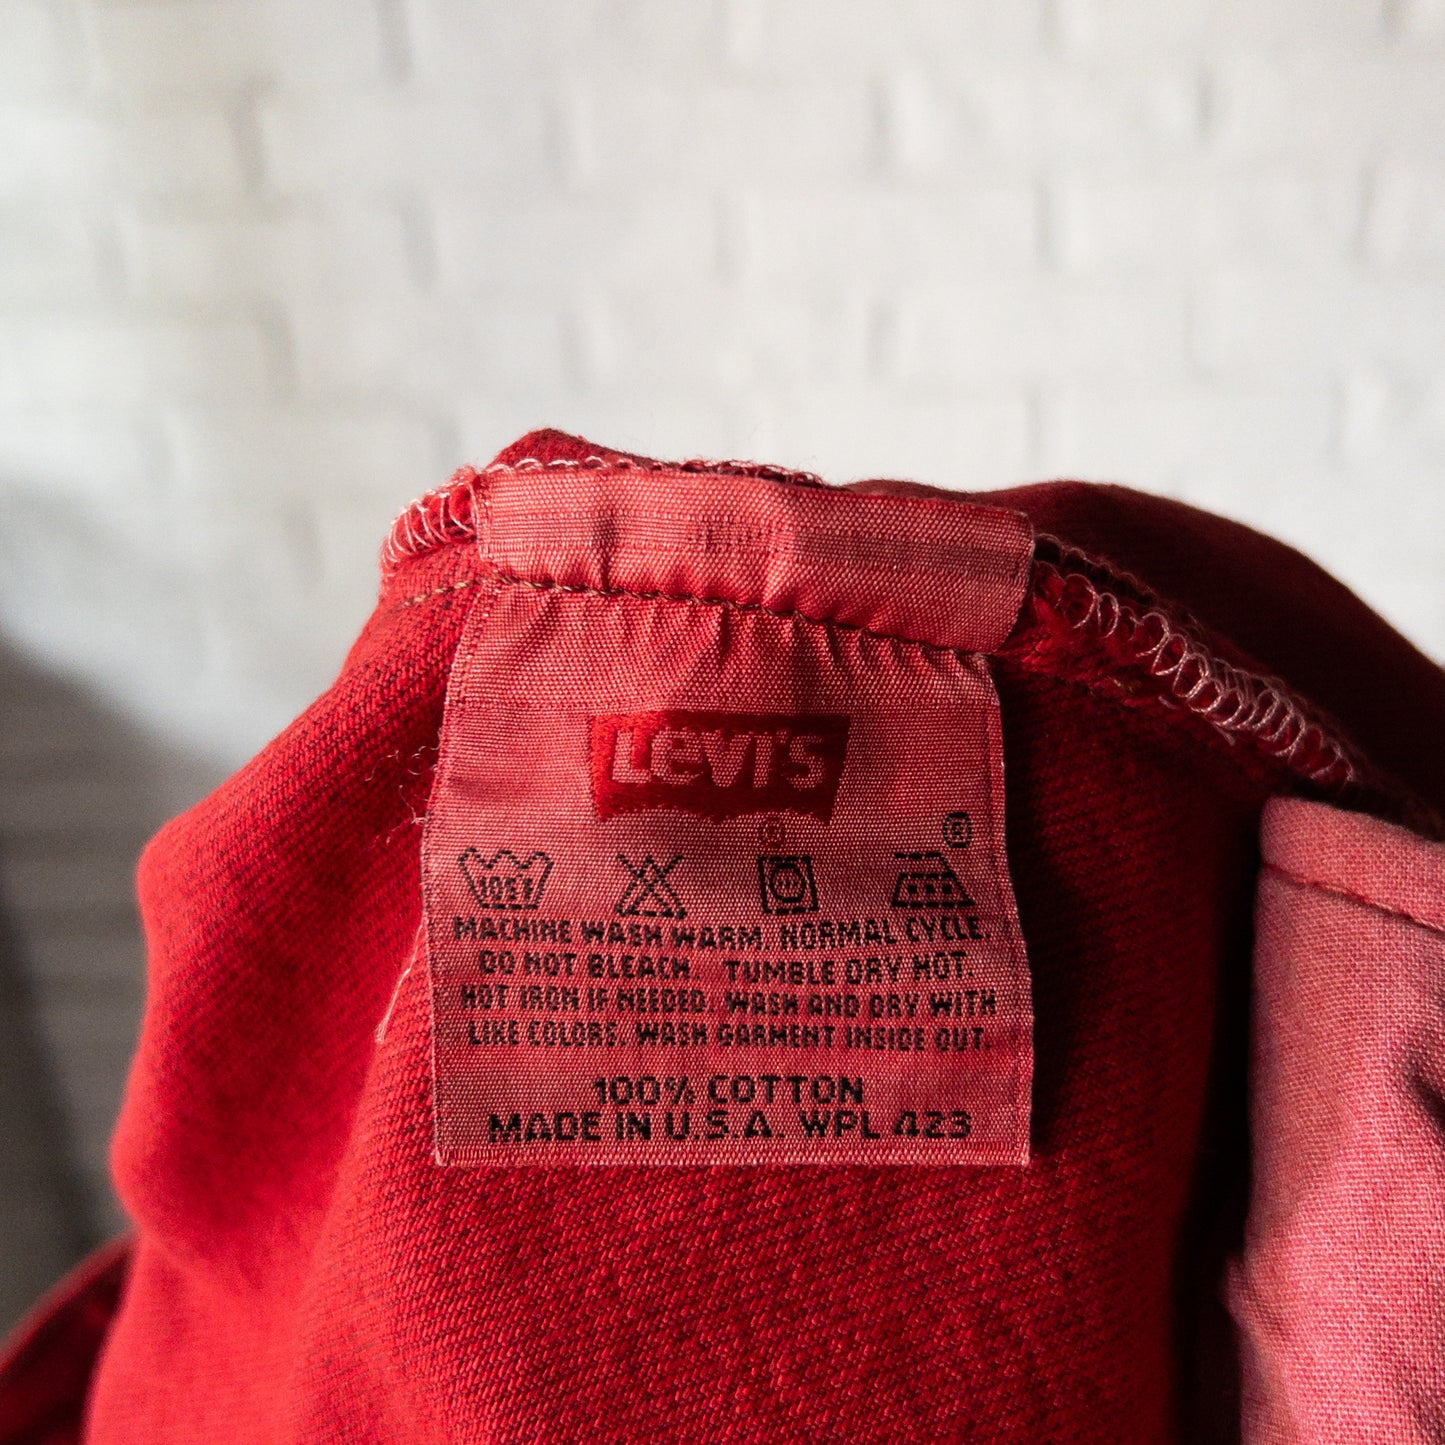 Levi's
®
®
105F
MACHINE WASH WARM. NORMAL CYCLE.
DO NOT BLEACH. TUMBLE DRY HOT.
HOT IRON IF NEEDED. WASH AND DRY WITH
LIKE COLORS. WASH GARMENT INSIDE OUT.
100% COTTON
MADE IN U.S.A. WPL 423